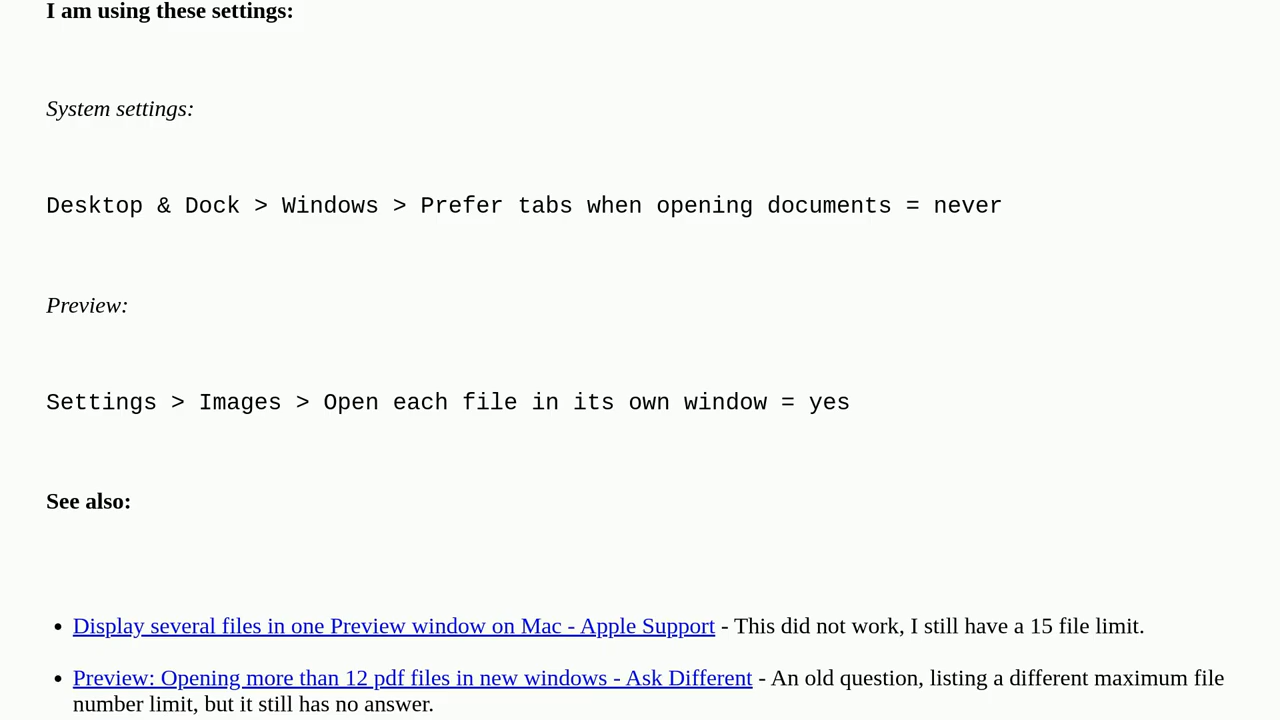 I am using these settings:
System settings:
Desktop & Dock > Windows > Prefer tabs when opening documents = never
Preview:
Settings > Images > Open each file in its own window = yes
See also:
• Display several files in one Preview window on Mac - Apple Support - This did not work, I still have a 15 file limit.
• Preview: Opening more than 12 pdf files in new windows - Ask Different - An old question, listing a different maximum file
number limit, but it still has no answer.